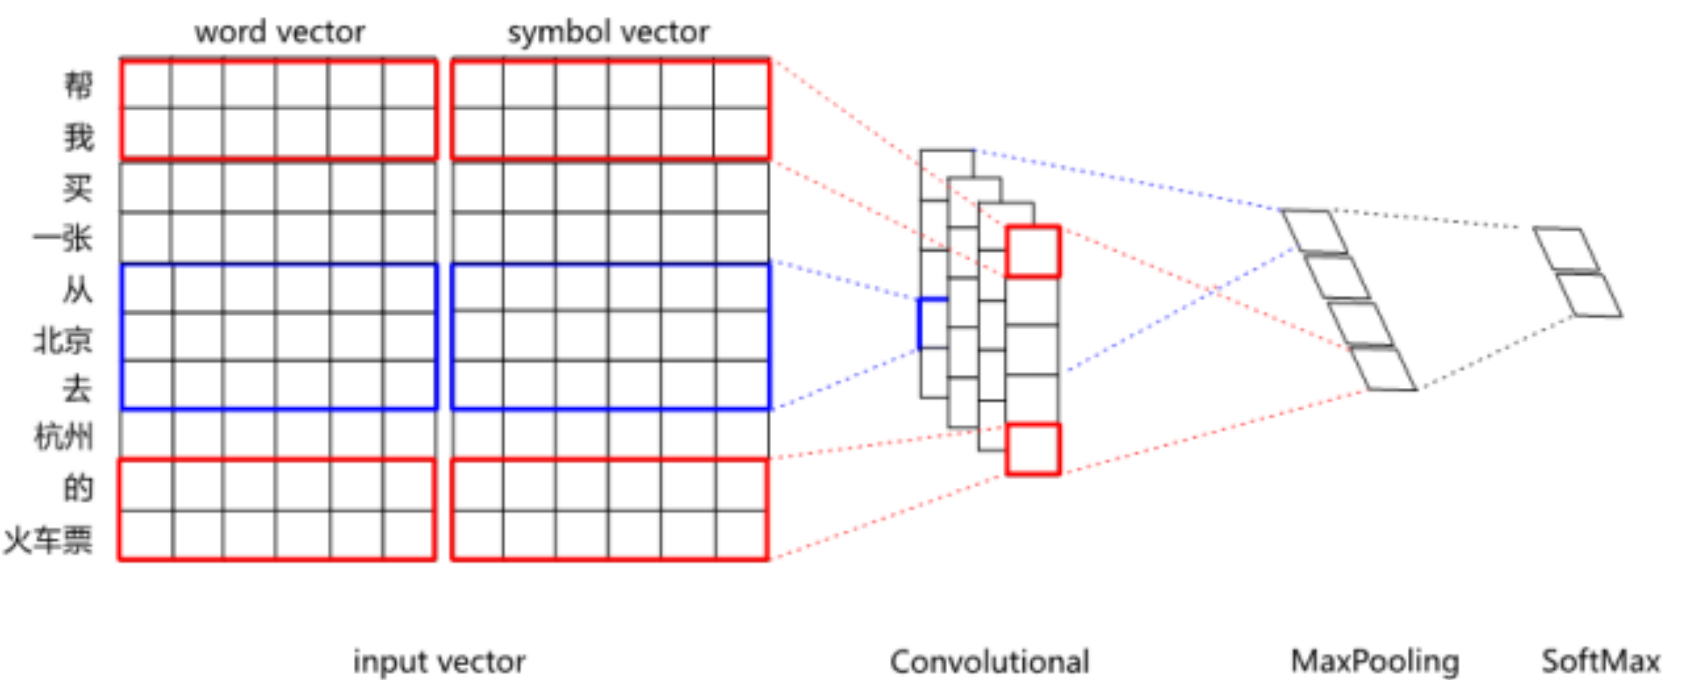 word vector symbol vector
帮
我
买
一张
从
北京
去
杭州
的
火车票
input vector Convolutional MaxPooling SoftMax